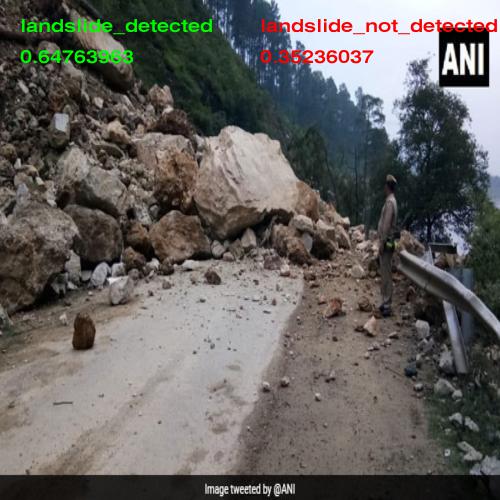 landslide_detected
0.64763963
landslide_not_detected
0.35236037
ANI
Image tweeted by @ANI